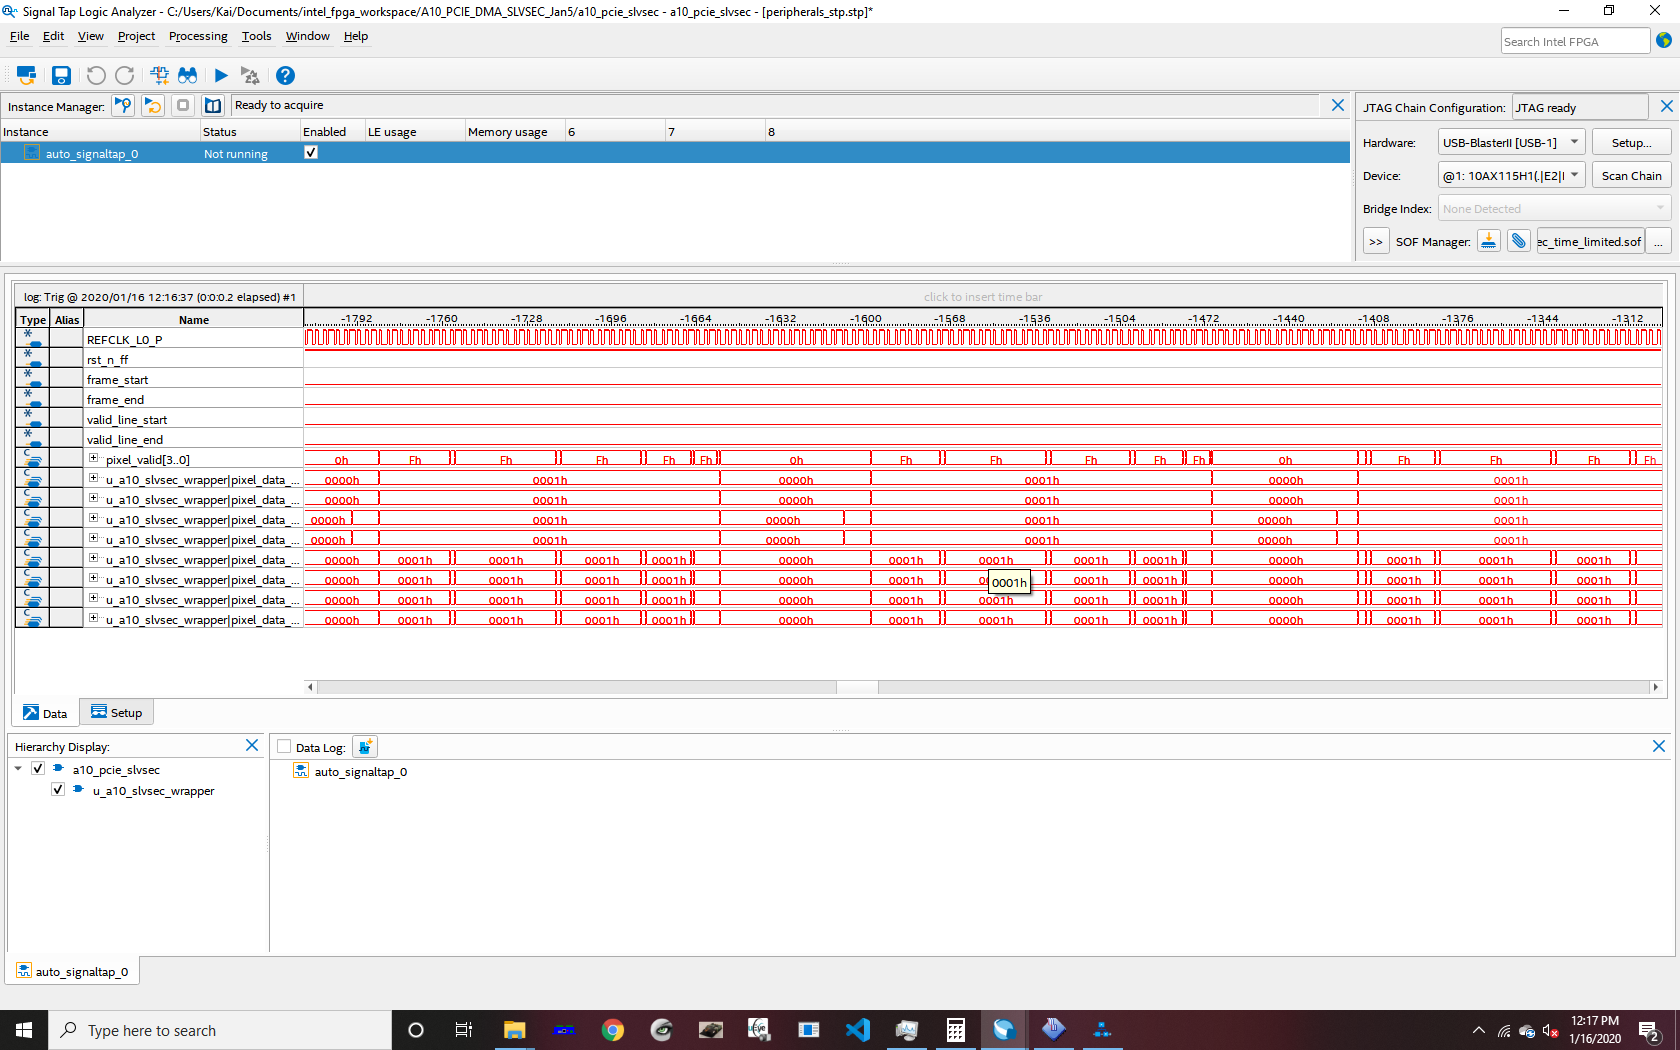 Signal Tap Logic Analyzer - C:/Users/Kai/Documents/intel_fpga_workspace/A10_PCIE_DMA_SLVSEC_Jan5/a10_pcie_slvsec - a10_pcie_slvsec - [peripherals_stp.stp]*
File Edit View Project Processing Tools Window Help
Search Intel FPGA
Instance Manager: Ready to acquire
Instance Status Enabled LE usage Memory usage 6 7 8
auto_signaltap_0 Not running
JTAG Chain Configuration: JTAG ready
Hardware: USB-BlasterII [USB-1] Setup...
Device: @1: 10AX115H1(.|E2|I Scan Chain
Bridge Index: None Detected
>> SOF Manager: ec_time_limited.sof ...
log: Trig @ 2020/01/16 12:16:37 (0:0:0.2 elapsed) #1 click to insert time bar
Type Alias Name -1792 -1760 -1728 -1696 -1664 -1632 -1600 -1568 -1536 -1504 -1472 -1440 -1408 -1376 -1344 -1312
REFCLK_L0_P
rst_n_ff
frame_start
frame_end
valid_line_start
valid_line_end
pixel_valid[3..0] 0h Fh Fh Fh Fh Fh 0h Fh Fh Fh Fh Fh 0h Fh Fh Fh Fh
u_a10_slvsec_wrapper|pixel_data_... 0000h 0001h 0000h 0001h 0000h 0001h
u_a10_slvsec_wrapper|pixel_data_... 0000h 0001h 0000h 0001h 0000h 0001h
u_a10_slvsec_wrapper|pixel_data_... 0000h 0001h 0000h 0001h 0000h 0001h
u_a10_slvsec_wrapper|pixel_data_... 0000h 0001h 0000h 0001h 0000h 0001h
u_a10_slvsec_wrapper|pixel_data_... 0000h 0001h 0001h 0001h 0001h 0000h 0001h 0001h 0001h 0001h 0000h 0001h 0001h 0001h
u_a10_slvsec_wrapper|pixel_data_... 0000h 0001h 0001h 0001h 0001h 0000h 0001h 0001h 0001h 0001h 0000h 0001h 0001h 0001h
u_a10_slvsec_wrapper|pixel_data_... 0000h 0001h 0001h 0001h 0001h 0000h 0001h 0001h 0001h 0001h 0000h 0001h 0001h 0001h
u_a10_slvsec_wrapper|pixel_data_... 0000h 0001h 0001h 0001h 0001h 0000h 0001h 0001h 0001h 0001h 0000h 0001h 0001h 0001h
Data Setup
Hierarchy Display:
a10_pcie_slvsec
u_a10_slvsec_wrapper
Data Log:
auto_signaltap_0
auto_signaltap_0
Type here to search
12:17 PM
1/16/2020
2